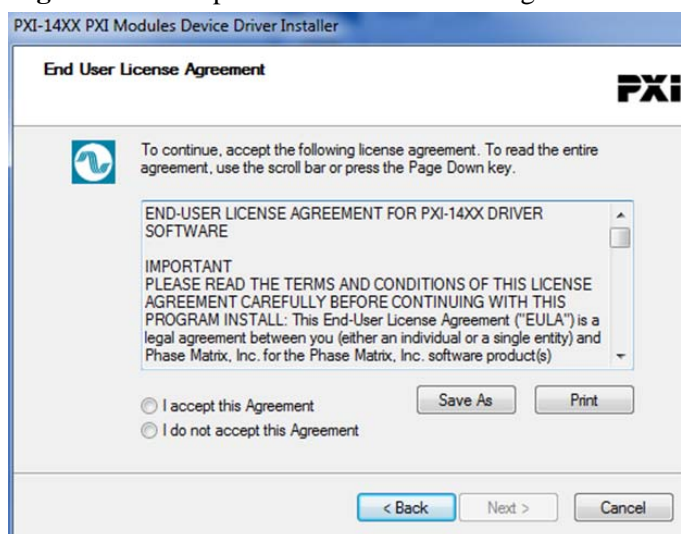 PXI-14XX PXI Modules Device Driver Installer
End User License Agreement
PXI
To continue, accept the following license agreement. To read the entire
agreement, use the scroll bar or press the Page Down key.
END-USER LICENSE AGREEMENT FOR PXI-14XX DRIVER
SOFTWARE
IMPORTANT
PLEASE READ THE TERMS AND CONDITIONS OF THIS LICENSE
AGREEMENT CAREFULLY BEFORE CONTINUING WITH THIS
PROGRAM INSTALL: This End-User License Agreement ("EULA") is a
legal agreement between you (either an individual or a single entity) and
Phase Matrix, Inc. for the Phase Matrix, Inc. software product(s)
I accept this Agreement
I do not accept this Agreement
Save As
Print
< Back
Next >
Cancel